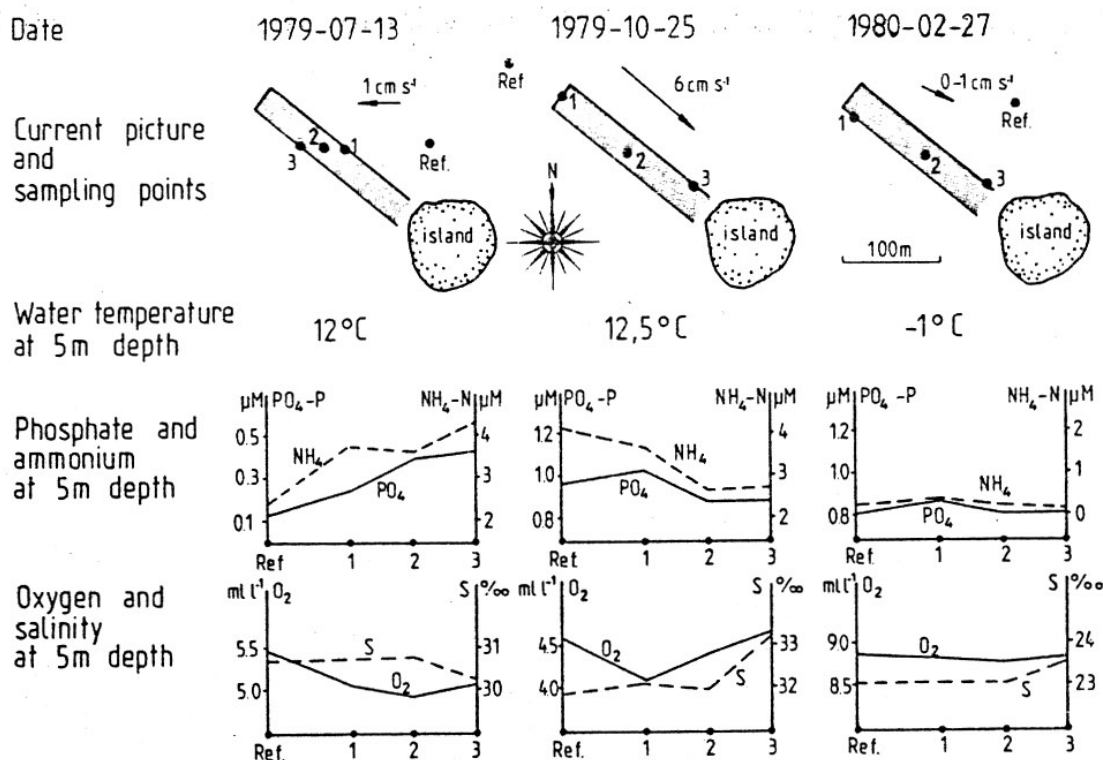 Date 1979-07-13 1979-10-25 1980-02-27
Current picture
and
sampling points
1 cm s⁻¹
1
2
3
Ref.
island
Ref
6 cm s⁻¹
1
2
3
N
island
0-1 cm s⁻¹
Ref.
1
2
3
island
100m
Water temperature
at 5m depth
12°C 12,5°C -1°C
Phosphate and
ammonium
at 5m depth
µM PO₄-P NH₄-N µM
0.5
0.3
0.1
4
3
2
NH₄
PO₄
Ref. 1 2 3
µM PO₄-P NH₄-N µM
1.2
1.0
0.8
4
3
2
NH₄
PO₄
Ref. 1 2 3
µM PO₄-P NH₄-N µM
1.2
1.0
0.8
2
1
0
NH₄
PO₄
Ref. 1 2 3
Oxygen and
salinity
at 5m depth
ml l⁻¹ O₂ S ‰
5.5
5.0
31
30
S
O₂
Ref. 1 2 3
ml l⁻¹ O₂ S ‰
4.5
4.0
33
32
O₂
S
Ref. 1 2 3
ml l⁻¹ O₂ S ‰
9.0
8.5
24
23
O₂
S
Ref. 1 2 3